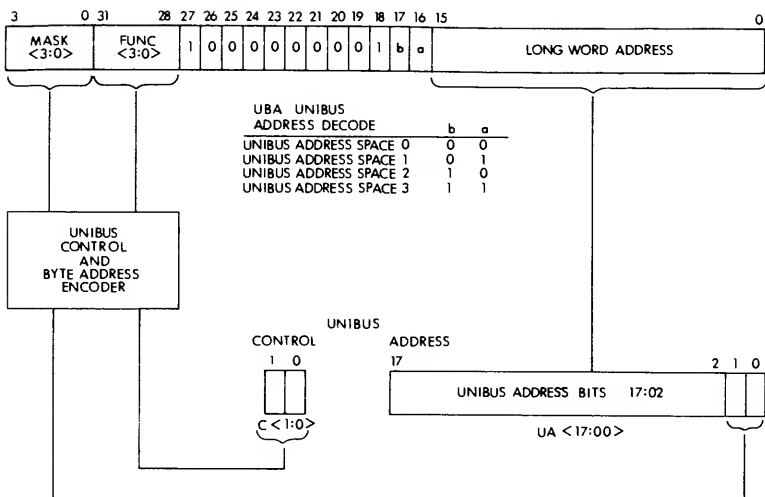 3 0 31 28 27 26 25 24 23 22 21 20 19 18 17 16 15 0
MASK <3:0> FUNC <3:0> 1 0 0 0 0 0 0 0 1 b a LONG WORD ADDRESS
UBA UNIBUS
ADDRESS DECODE b a
UNIBUS ADDRESS SPACE 0 0 0
UNIBUS ADDRESS SPACE 1 0 1
UNIBUS ADDRESS SPACE 2 1 0
UNIBUS ADDRESS SPACE 3 1 1
UNIBUS
CONTROL
AND
BYTE ADDRESS
ENCODER
UNIBUS
CONTROL ADDRESS
1 0 17 2 1 0
UNIBUS ADDRESS BITS 17:02
C <1:0> UA <17:00>